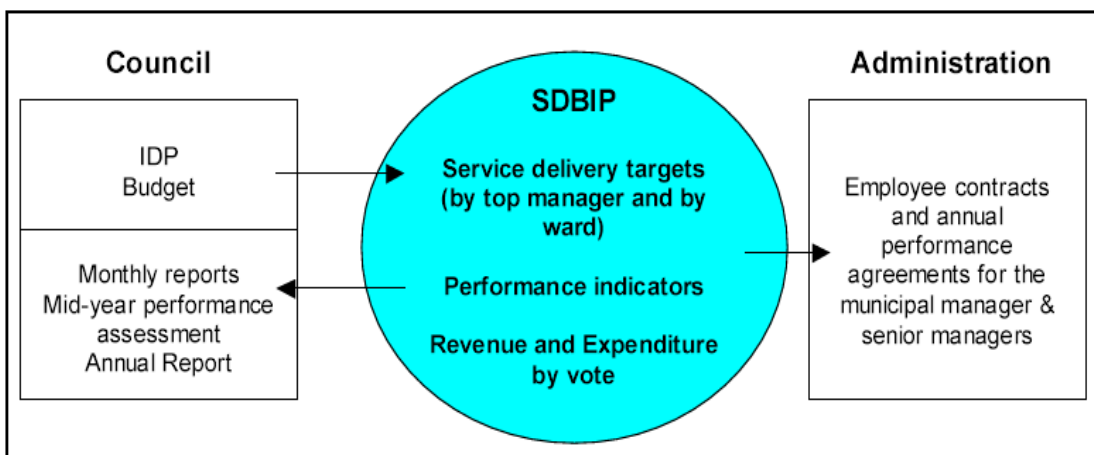 Council
IDP
Budget
Monthly reports
Mid-year performance
assessment
Annual Report
SDBIP
Service delivery targets
(by top manager and by
ward)
Performance indicators
Revenue and Expenditure
by vote
Administration
Employee contracts
and annual
performance
agreements for the
municipal manager &
senior managers